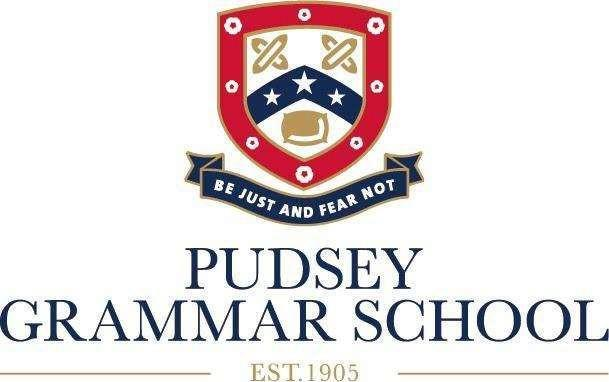 BE JUST AND FEAR NOT
PUDSEY
GRAMMAR SCHOOL
EST.1905